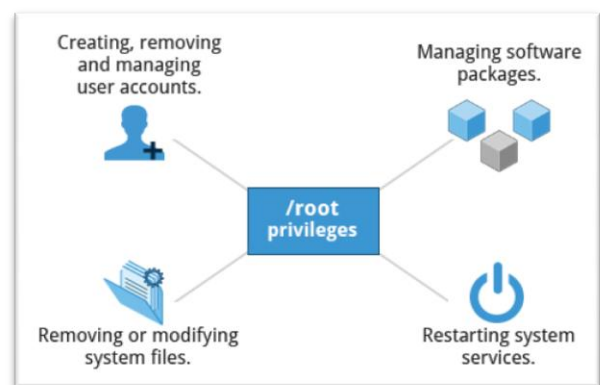 Creating, removing
and managing
user accounts.
Managing software
packages.
/root
privileges
Removing or modifying
system files.
Restarting system
services.